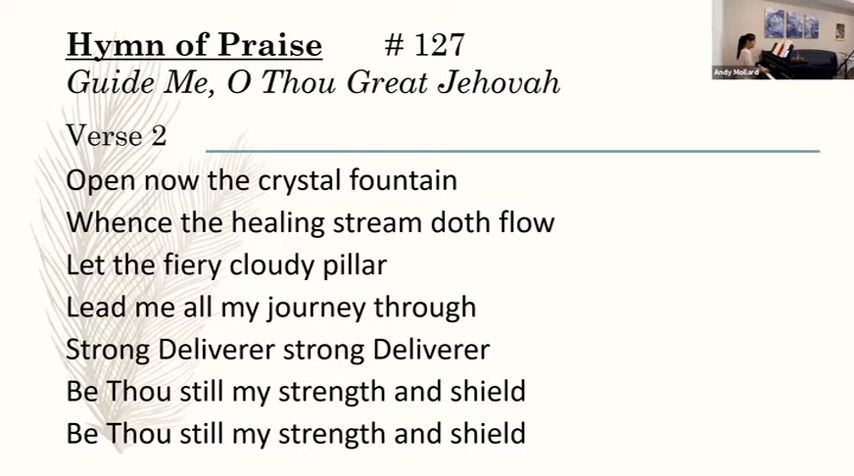 Hymn of Praise # 127
Guide Me, O Thou Great Jehovah
Verse 2
Open now the crystal fountain
Whence the healing stream doth flow
Let the fiery cloudy pillar
Lead me all my journey through
Strong Deliverer strong Deliverer
Be Thou still my strength and shield
Be Thou still my strength and shield
Andy Mollard